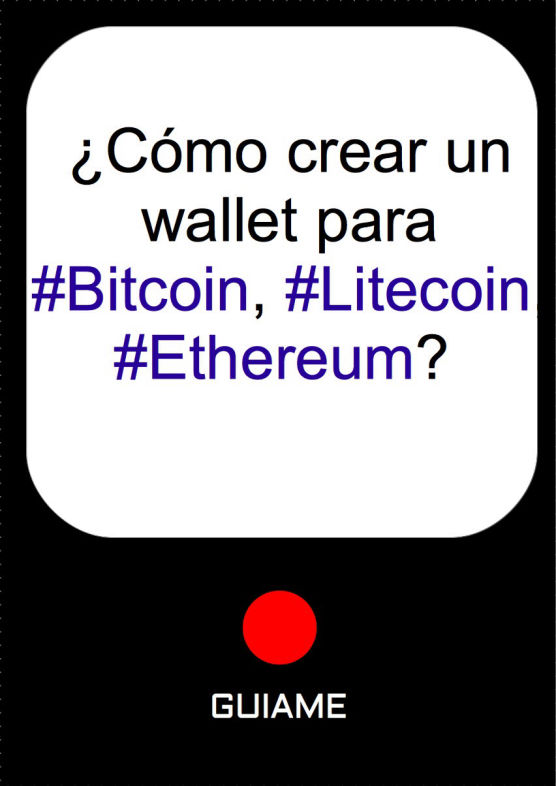 ¿Cómo crear un
wallet para
#Bitcoin, #Litecoin,
#Ethereum?
GUIAME